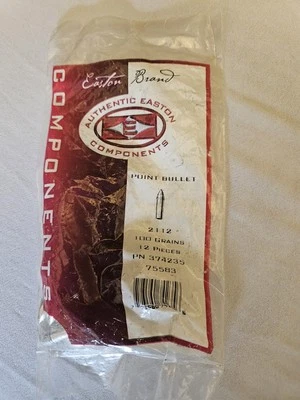 Easton Brand
COMPONENTS
AUTHENTIC EASTON
E
COMPONENTS
POINT BULLET
2112
100 GRAINS
12 PIECES
PN 374235
75583